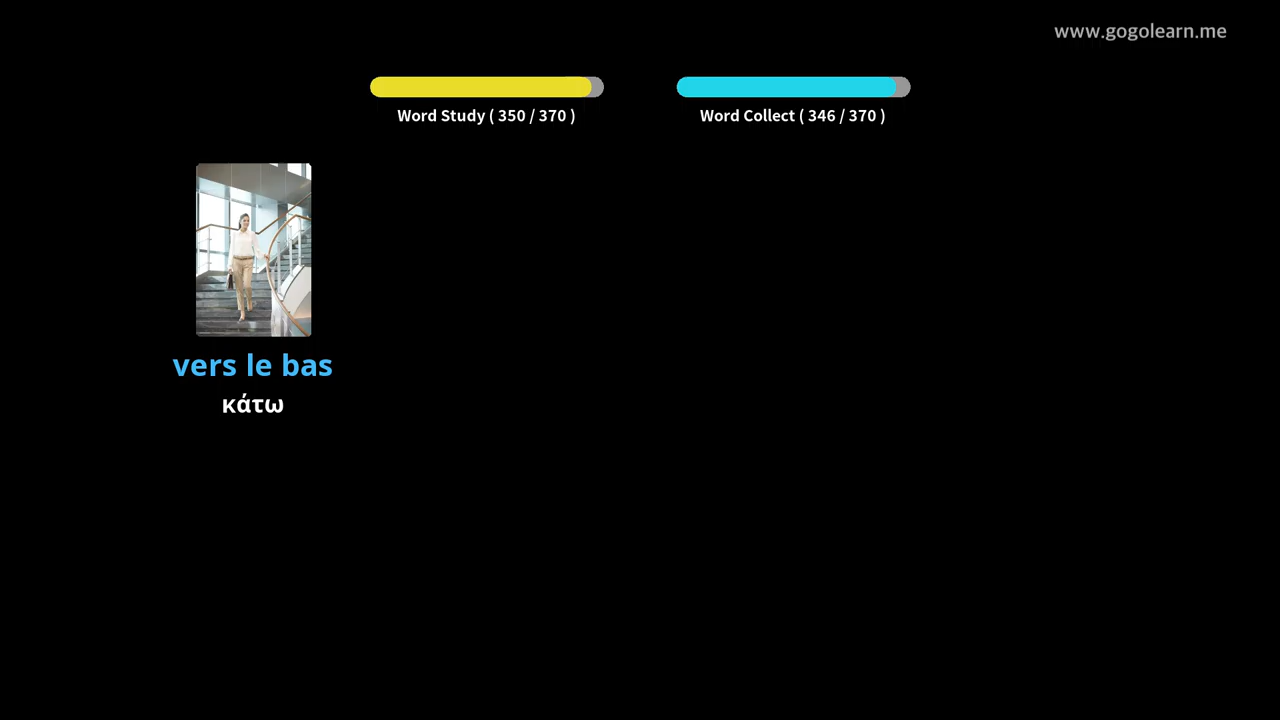 www.gogolearn.me
Word Study ( 350 / 370 )
Word Collect ( 346 / 370 )
vers le bas
κάτω